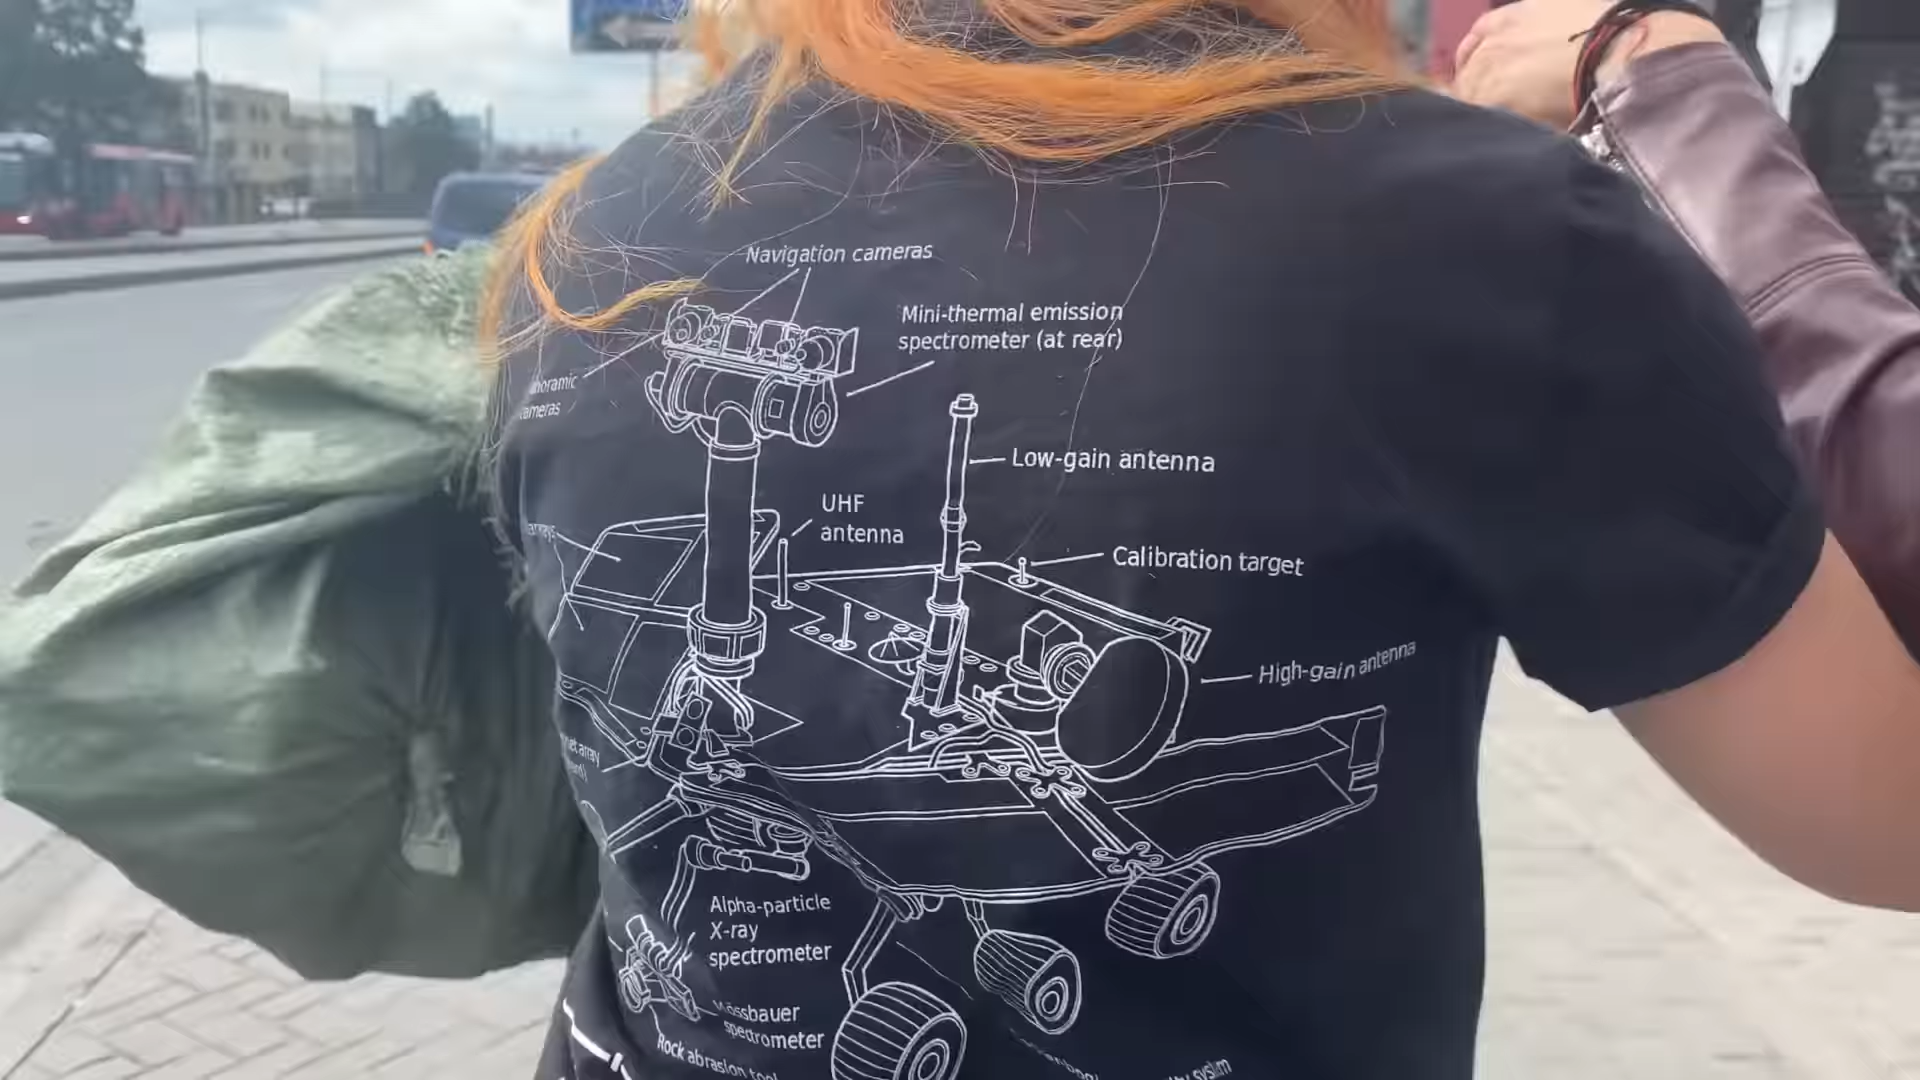 Navigation cameras
Mini-thermal emission
spectrometer (at rear)
cameras
Low-gain antenna
UHF
antenna
Calibration target
High-gain antenna
Alpha-particle
X-ray
spectrometer
Mössbauer
spectrometer
Rock abrasion tool